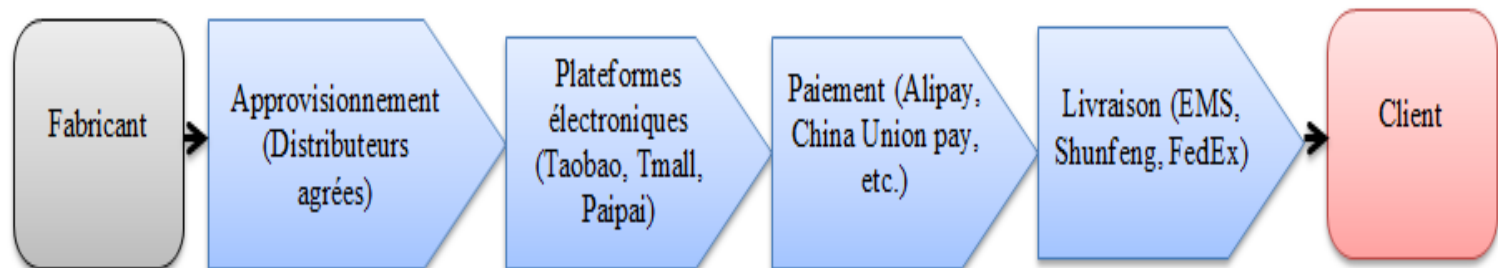 Fabricant
Approvisionnement
(Distributeurs
agrées)
Plateformes
électroniques
(Taobao, Tmall,
Paipai)
Paiement (Alipay,
China Union pay,
etc.)
Livraison (EMS,
Shunfeng, FedEx)
Client